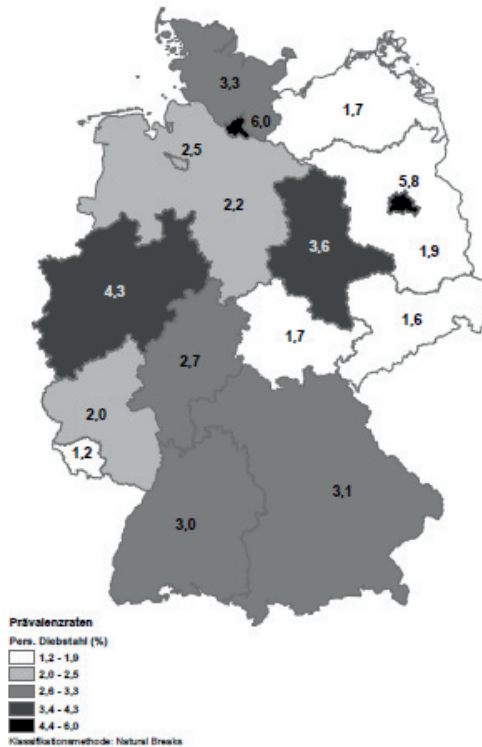 3,3
6,0
1,7
2,5
5,8
2,2
3,6
1,9
4,3
1,6
1,7
2,7
2,0
1,2
3,1
3,0
Prävalenzraten
Pers. Diebstahl (%)
1,2 - 1,9
2,0 - 2,5
2,6 - 3,3
3,4 - 4,3
4,4 - 6,0
Klassifikationsmethode: Natural Breaks